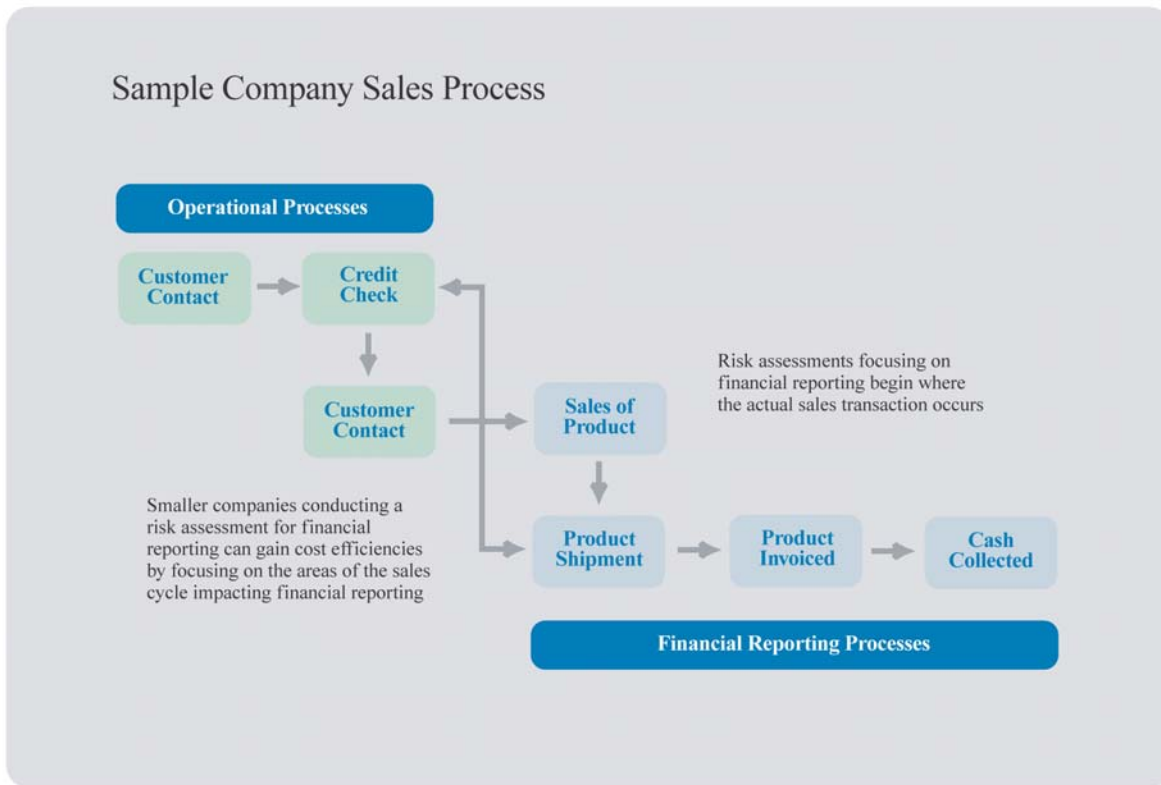 Sample Company Sales Process
Operational Processes
Customer
Contact
Credit
Check
Customer
Contact
Sales of
Product
Risk assessments focusing on
financial reporting begin where
the actual sales transaction occurs
Smaller companies conducting a
risk assessment for financial
reporting can gain cost efficiencies
by focusing on the areas of the sales
cycle impacting financial reporting
Product
Shipment
Product
Invoiced
Cash
Collected
Financial Reporting Processes